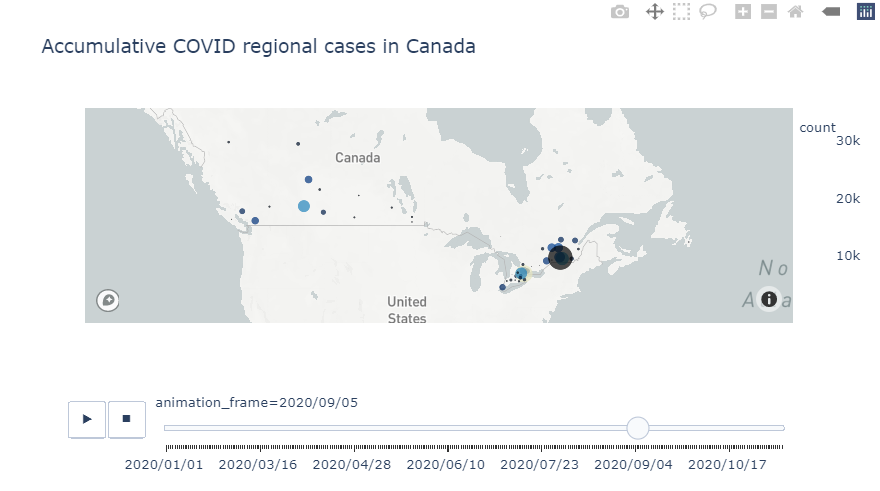 Accumulative COVID regional cases in Canada
count
30k
20k
10k
Canada
United
States
No
A
a
animation_frame=2020/09/05
2020/01/01
2020/03/16
2020/04/28
2020/06/10
2020/07/23
2020/09/04
2020/10/17